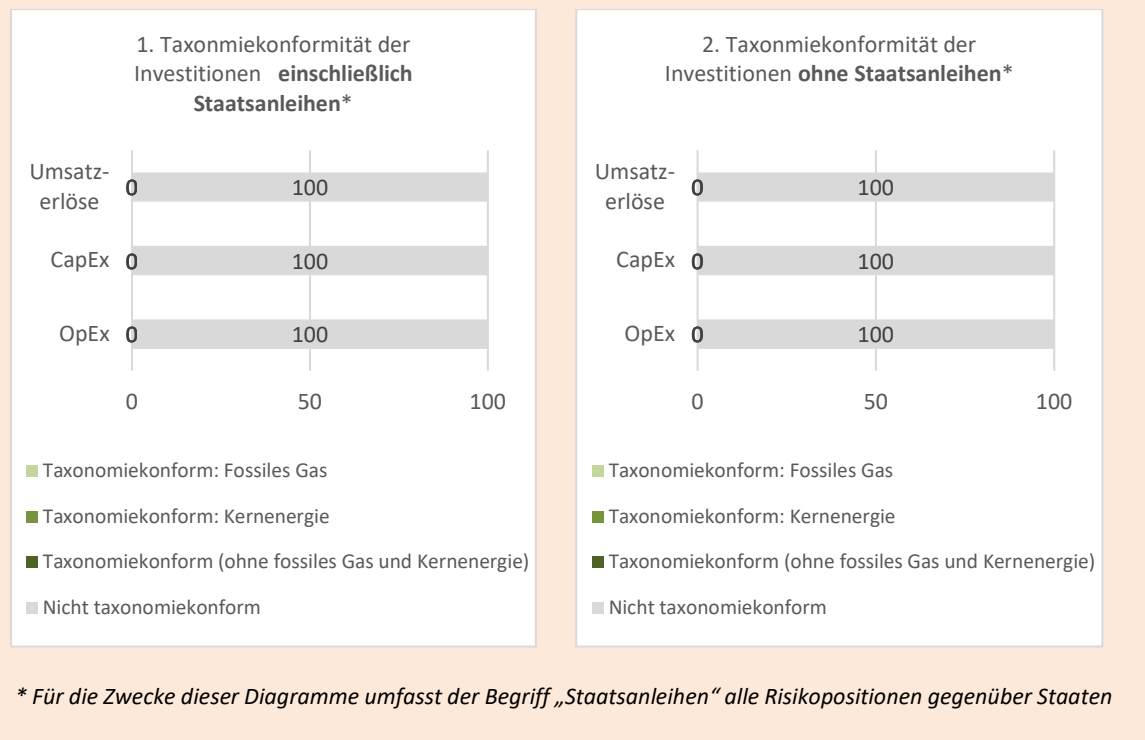 1. Taxonmiekonformität der
Investitionen einschließlich
Staatsanleihen*
Umsatz-
erlöse
0 100
CapEx 0 100
OpEx 0 100
0 50 100
Taxonomiekonform: Fossiles Gas
Taxonomiekonform: Kernenergie
Taxonomiekonform (ohne fossiles Gas und Kernenergie)
Nicht taxonomiekonform
2. Taxonmiekonformität der
Investitionen ohne Staatsanleihen*
Umsatz-
erlöse
0 100
CapEx 0 100
OpEx 0 100
0 50 100
Taxonomiekonform: Fossiles Gas
Taxonomiekonform: Kernenergie
Taxonomiekonform (ohne fossiles Gas und Kernenergie)
Nicht taxonomiekonform
* Für die Zwecke dieser Diagramme umfasst der Begriff „Staatsanleihen“ alle Risikopositionen gegenüber Staaten